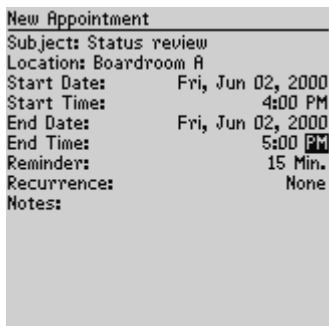 New Appointment
Subject: Status review
Location: Boardroom A
Start Date: Fri, Jun 02, 2000
Start Time: 4:00 PM
End Date: Fri, Jun 02, 2000
End Time: 5:00 PM
Reminder: 15 Min.
Recurrence: None
Notes: